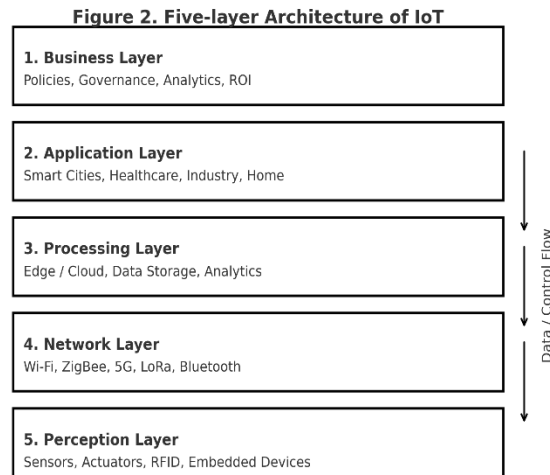 Figure 2. Five-layer Architecture of IoT
1. Business Layer
Policies, Governance, Analytics, ROI
2. Application Layer
Smart Cities, Healthcare, Industry, Home
3. Processing Layer
Edge / Cloud, Data Storage, Analytics
4. Network Layer
Wi-Fi, ZigBee, 5G, LoRa, Bluetooth
5. Perception Layer
Sensors, Actuators, RFID, Embedded Devices
Data / Control Flow